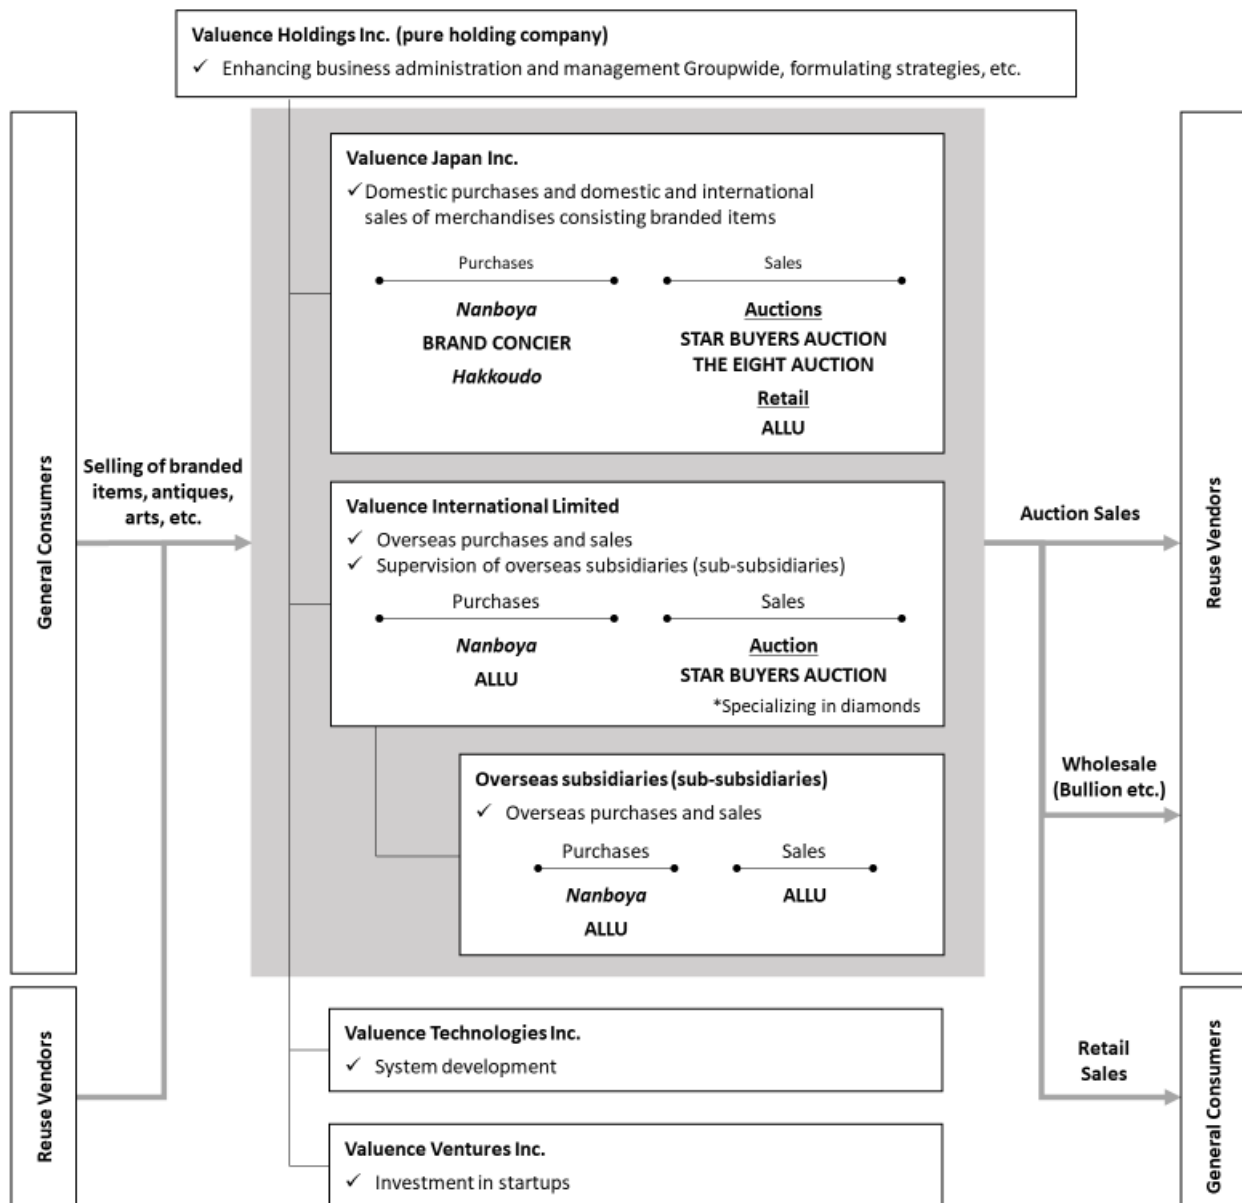 Valuence Holdings Inc. (pure holding company)
✓ Enhancing business administration and management Groupwide, formulating strategies, etc.
General Consumers
Selling of branded
items, antiques,
arts, etc.
Reuse Vendors
Valuence Japan Inc.
✓ Domestic purchases and domestic and international
sales of merchandises consisting branded items
Purchases
Nanboya
BRAND CONCIER
Hakkoudo
Sales
Auctions
STAR BUYERS AUCTION
THE EIGHT AUCTION
Retail
ALLU
Valuence International Limited
✓ Overseas purchases and sales
✓ Supervision of overseas subsidiaries (sub-subsidiaries)
Purchases
Nanboya
ALLU
Sales
Auction
STAR BUYERS AUCTION
*Specializing in diamonds
Overseas subsidiaries (sub-subsidiaries)
✓ Overseas purchases and sales
Purchases
Nanboya
ALLU
Sales
ALLU
Valuence Technologies Inc.
✓ System development
Valuence Ventures Inc.
✓ Investment in startups
Auction Sales
Wholesale
(Bullion etc.)
Retail
Sales
Reuse Vendors
General Consumers